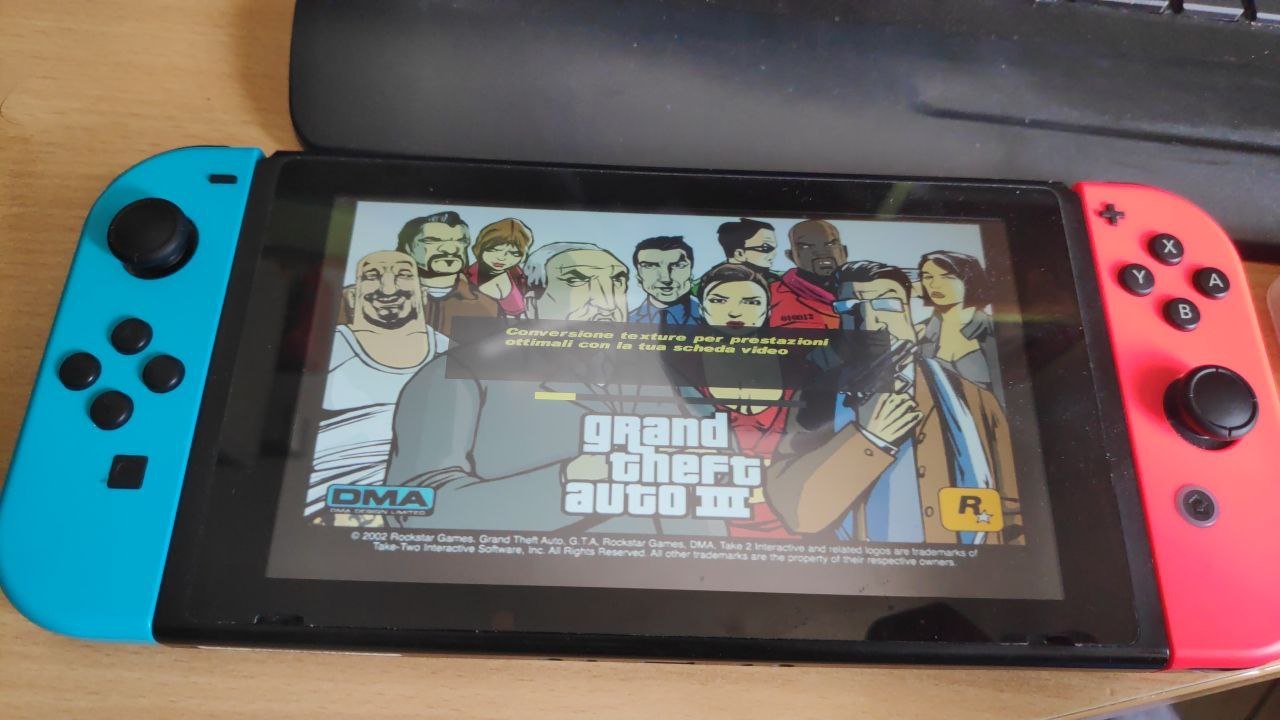 010012
Conversione texture per prestazioni
ottimali con la tua scheda video
grand
theft
auto III
DMA
DMA DESIGN LIMITED
R
© 2002 Rockstar Games. Grand Theft Auto, G.T.A, Rockstar Games, DMA, Take 2 Interactive and related logos are trademarks of
Take-Two Interactive Software, Inc. All Rights Reserved. All other trademarks are the property of their respective owners.
X
Y
A
B